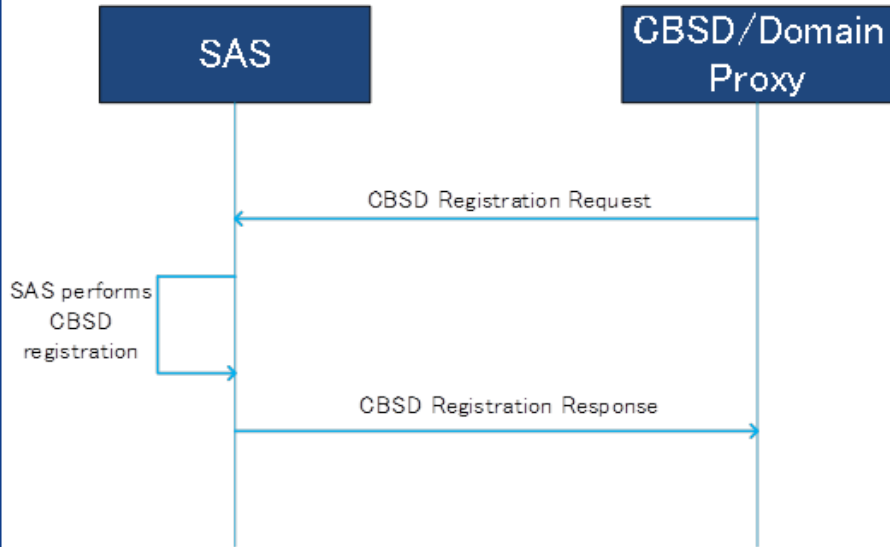 SAS
CBSD/Domain
Proxy
CBSD Registration Request
SAS performs
CBSD
registration
CBSD Registration Response